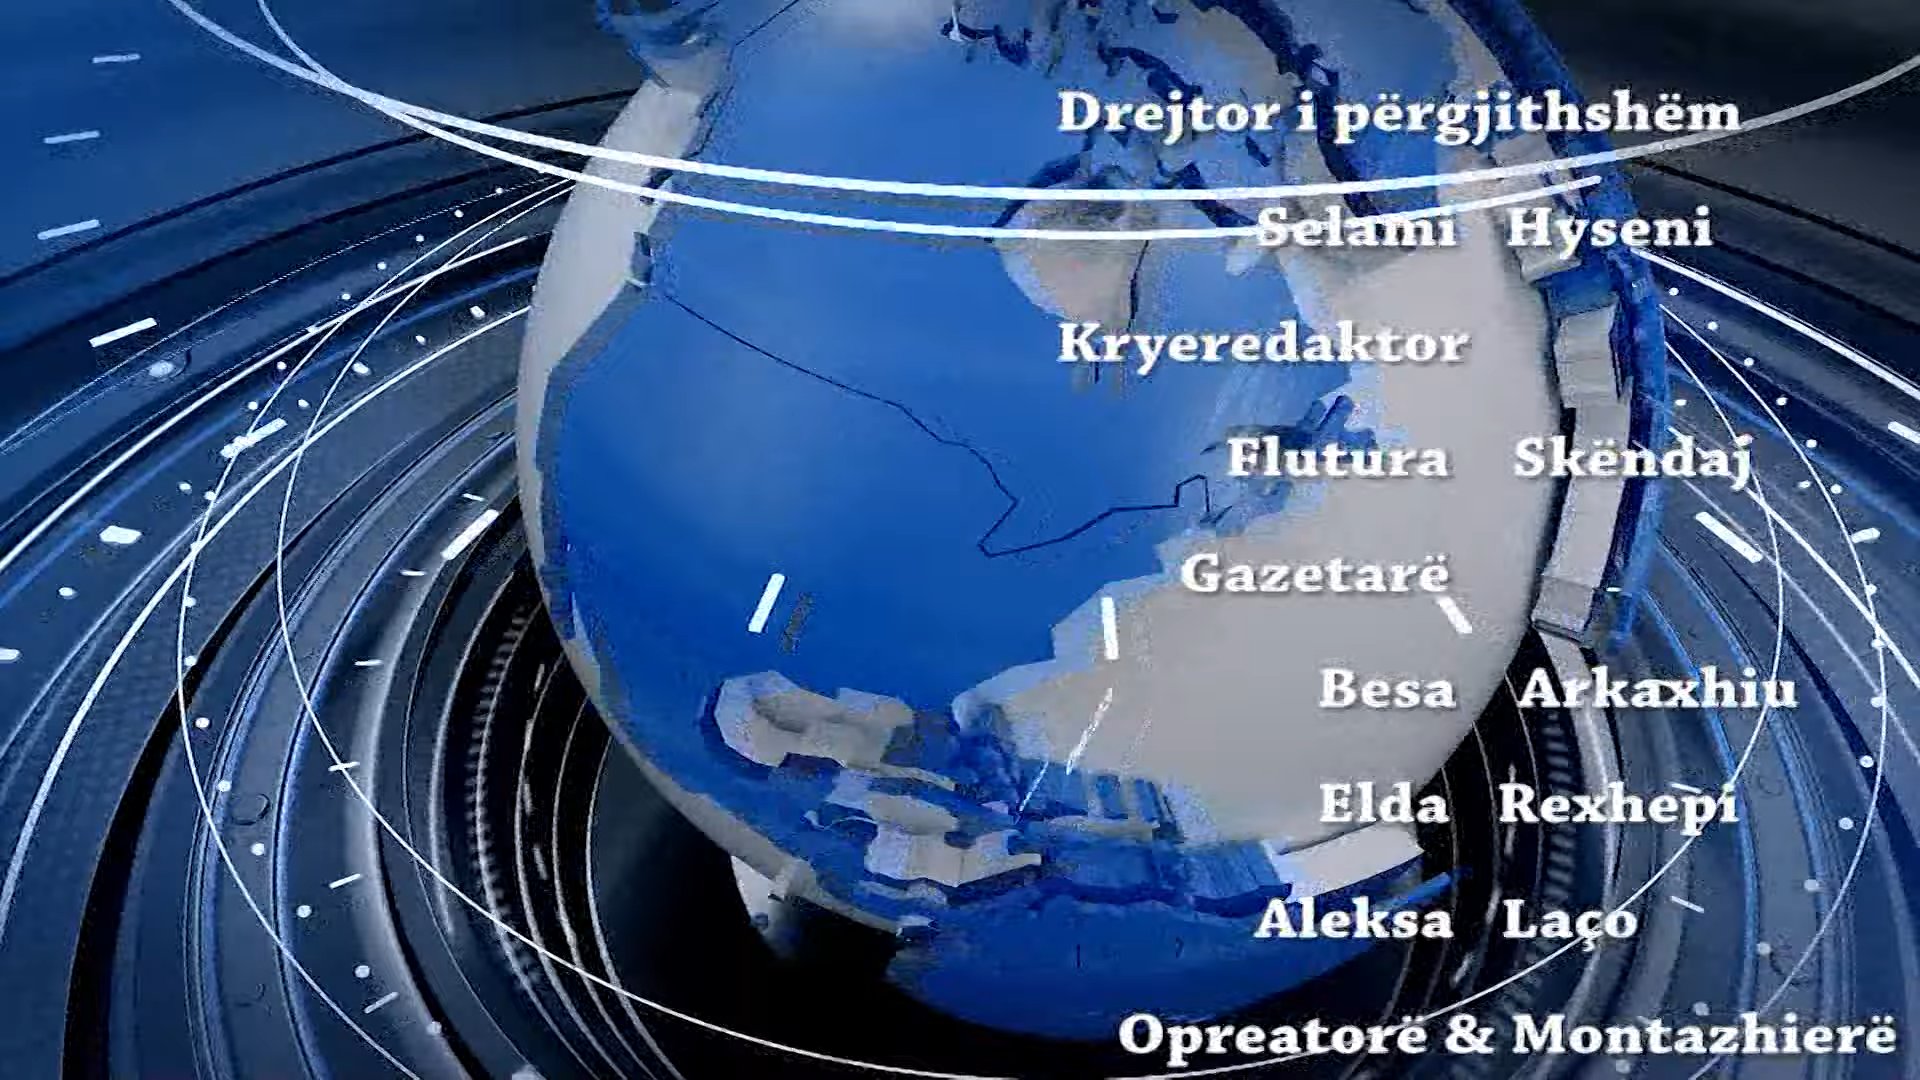 Drejtor i përgjithshëm
Selami Hyseni
Kryeredaktor
Flutura Skëndaj
Gazetarë
Besa Arkaxhiu
Elda Rexhepi
Aleksa Laço
Opreatorë & Montazhierë